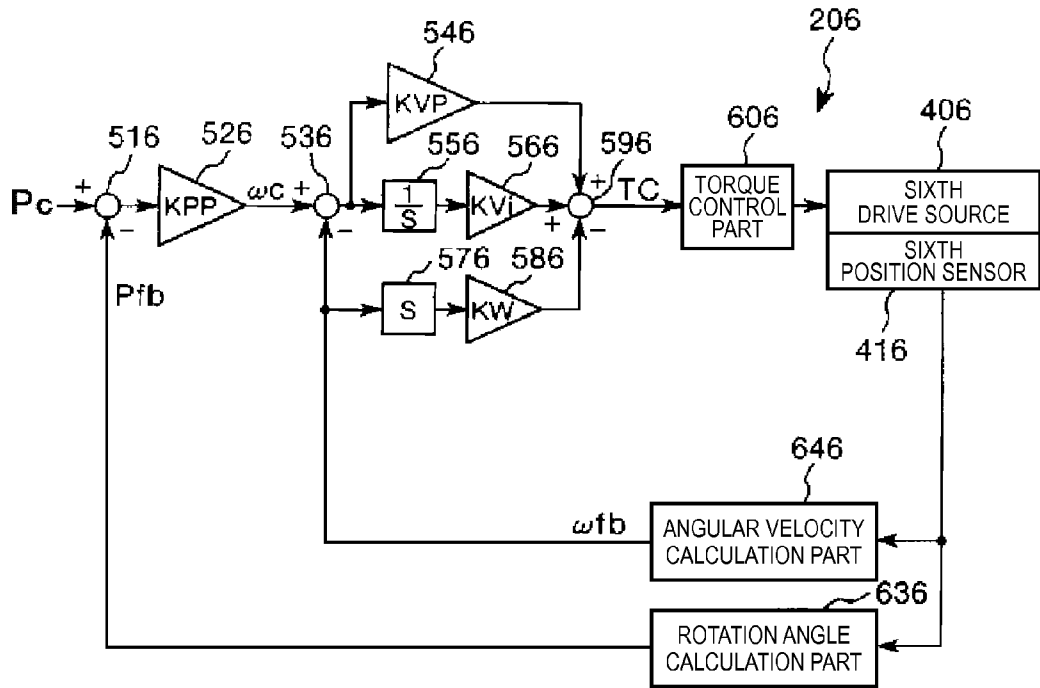 206
546
KVP
516
526
536
556
566
596
606
406
Pc
+
−
KPP
ωc
+
−
1
S
KVi
+
+
−
TC
TORQUE
CONTROL
PART
SIXTH
DRIVE SOURCE
SIXTH
POSITION SENSOR
576
586
Pfb
S
KW
416
646
ωfb
ANGULAR VELOCITY
CALCULATION PART
636
ROTATION ANGLE
CALCULATION PART